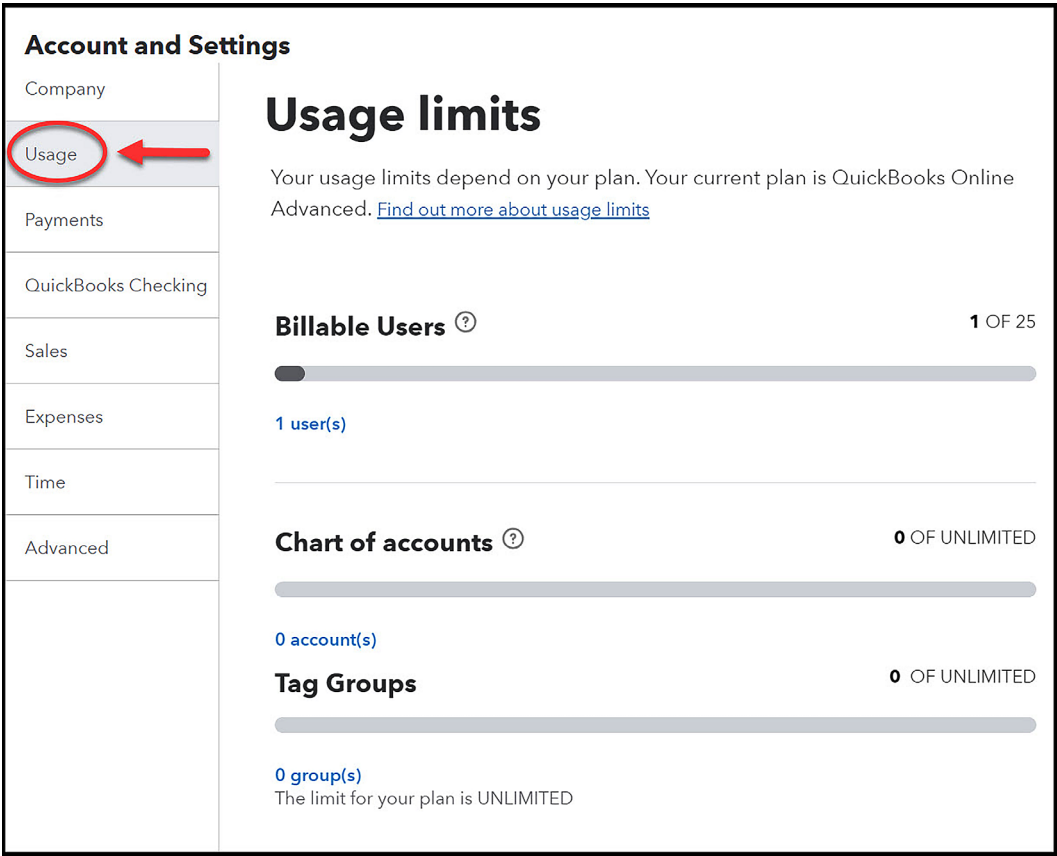 Account and Settings
Company
Usage
Payments
QuickBooks Checking
Sales
Expenses
Time
Advanced
Usage limits
Your usage limits depend on your plan. Your current plan is QuickBooks Online
Advanced. Find out more about usage limits
Billable Users ? 1 OF 25
1 user(s)
Chart of accounts ? 0 OF UNLIMITED
0 account(s)
Tag Groups 0 OF UNLIMITED
0 group(s)
The limit for your plan is UNLIMITED